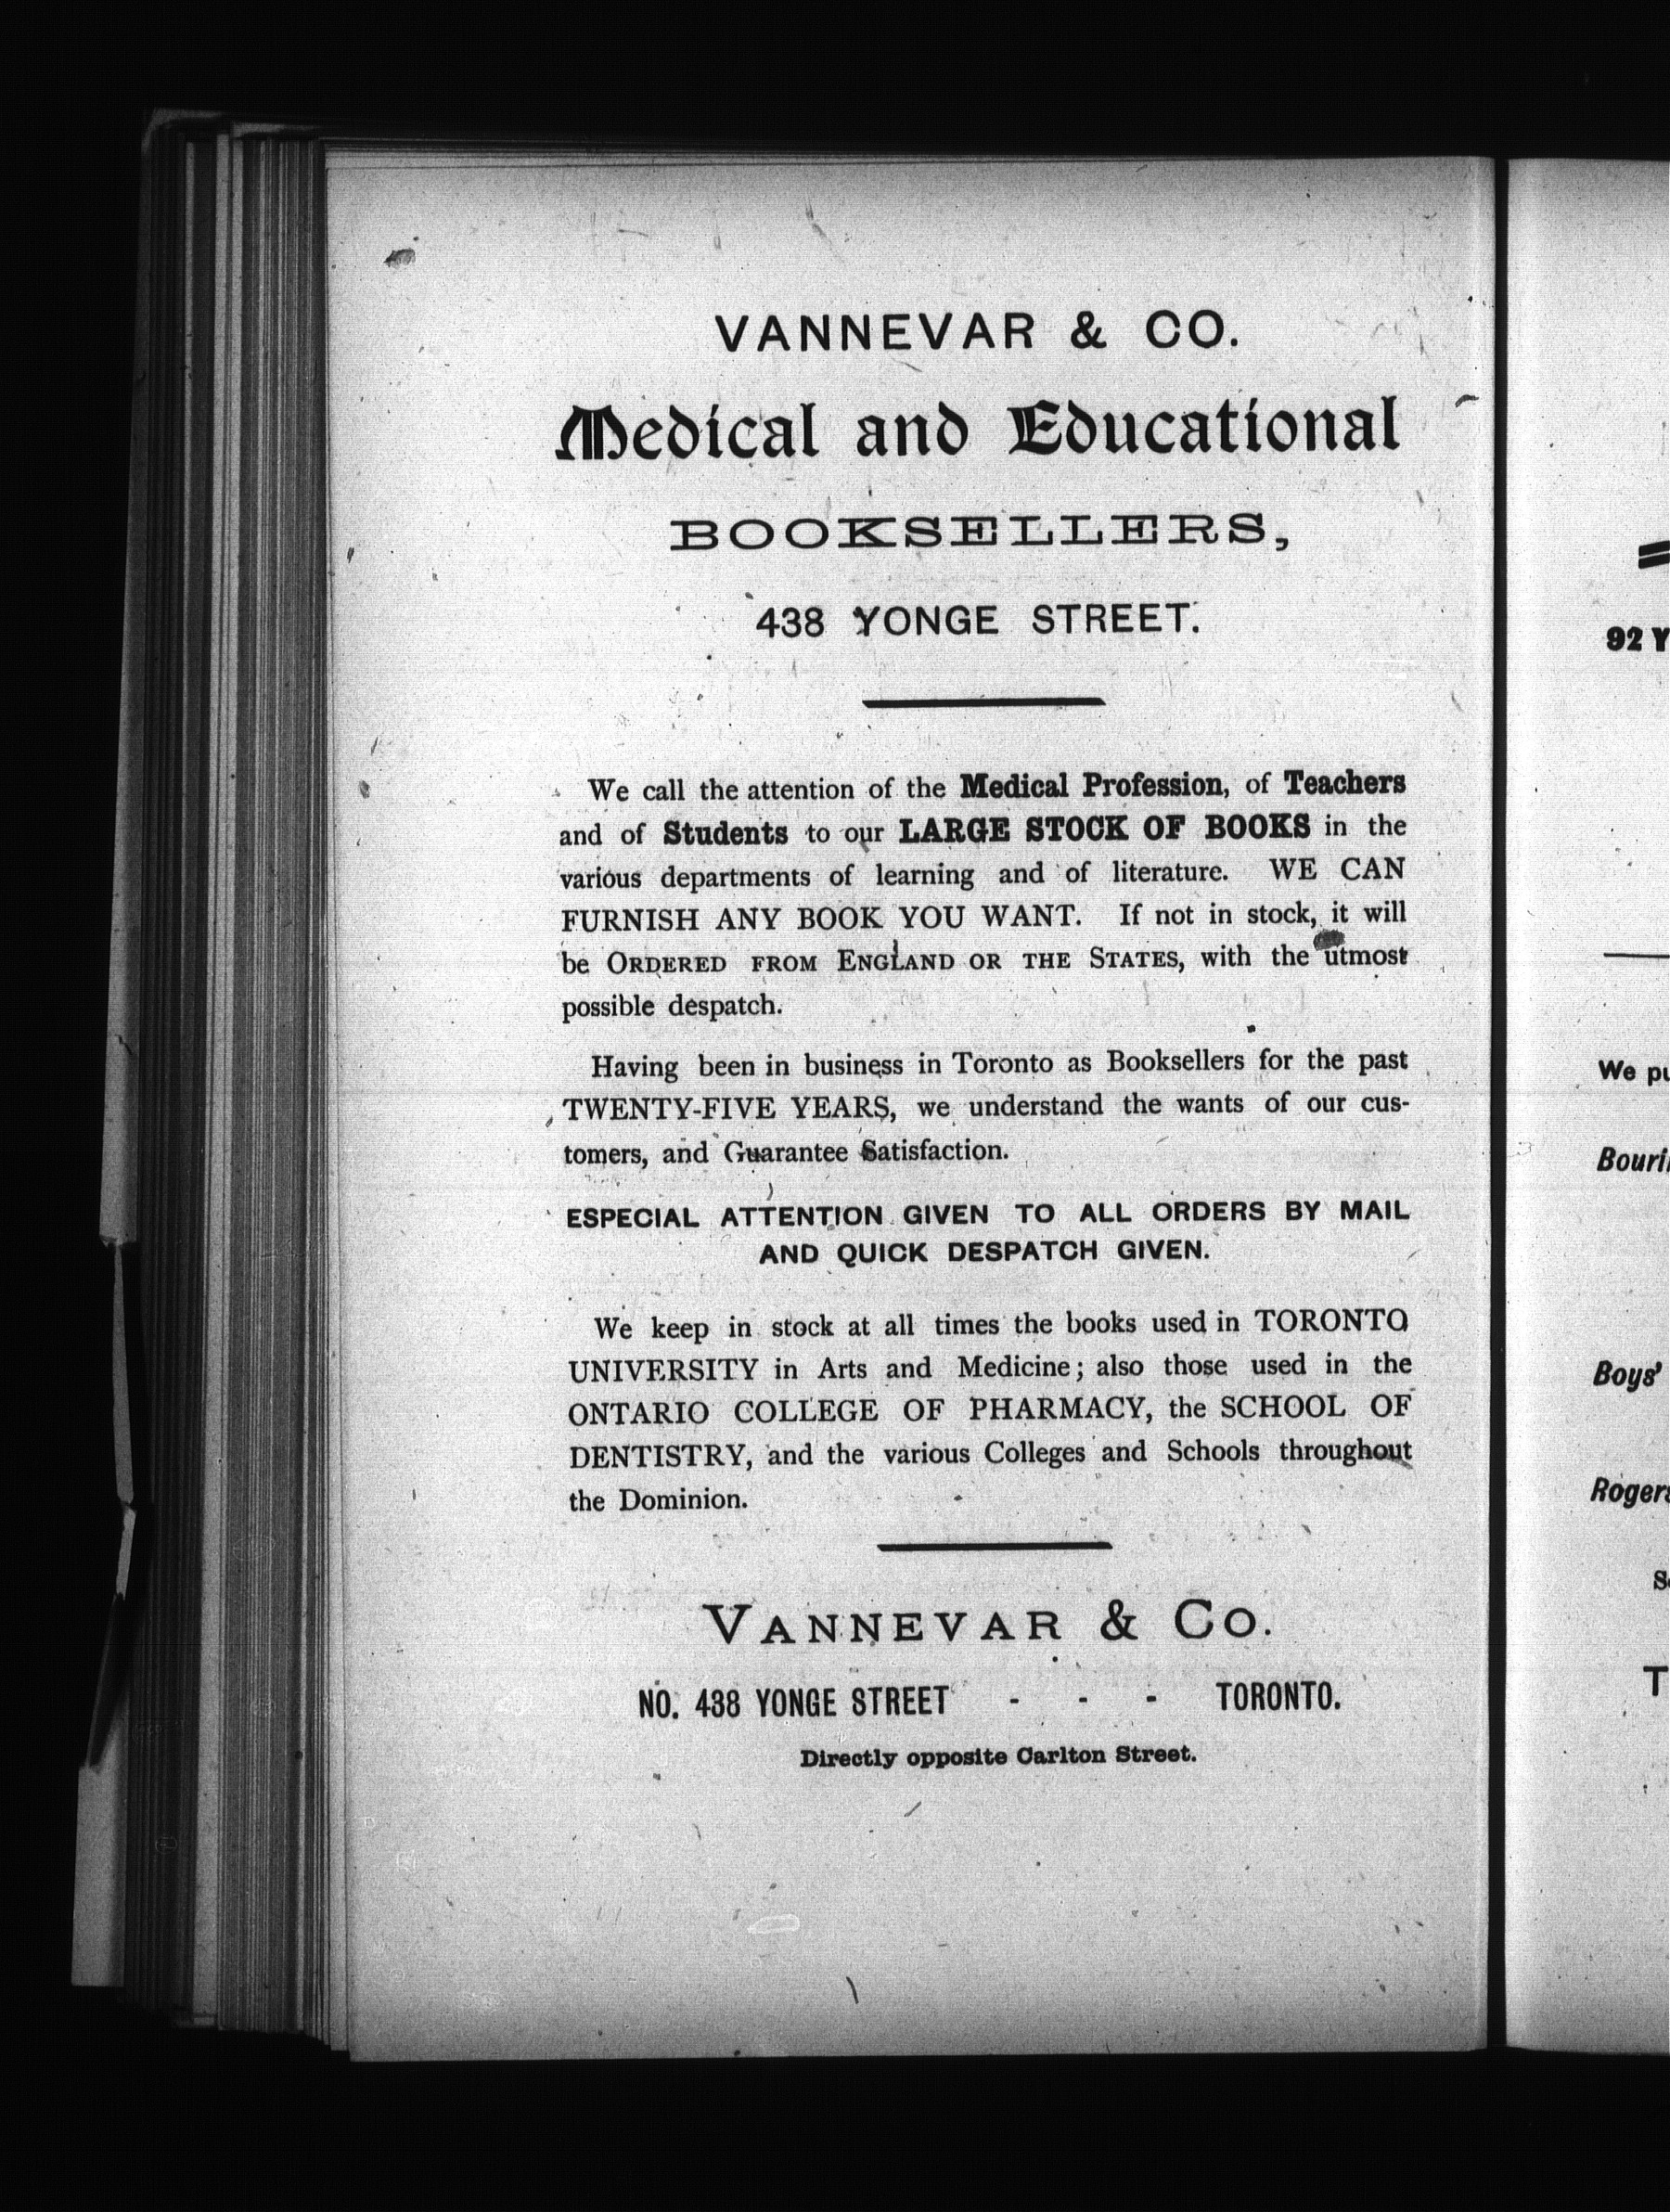 VANNEVAR & CO.
Medical and Educational
BOOKSELLERS,
438 YONGE STREET.
We call the attention of the Medical Profession, of Teachers
and of Students to our LARGE STOCK OF BOOKS in the
various departments of learning and of literature. WE CAN
FURNISH ANY BOOK YOU WANT. If not in stock, it will
be ORDERED FROM ENGLAND OR THE STATES, with the utmost
possible despatch.
Having been in business in Toronto as Booksellers for the past
TWENTY-FIVE YEARS, we understand the wants of our cus-
tomers, and Guarantee Satisfaction.
ESPECIAL ATTENTION GIVEN TO ALL ORDERS BY MAIL
AND QUICK DESPATCH GIVEN.
We keep in stock at all times the books used in TORONTO
UNIVERSITY in Arts and Medicine; also those used in the
ONTARIO COLLEGE OF PHARMACY, the SCHOOL OF
DENTISTRY, and the various Colleges and Schools throughout
the Dominion.
VANNEVAR & CO.
NO. 438 YONGE STREET - - - TORONTO.
Directly opposite Carlton Street.
92 Y
We
Boys'